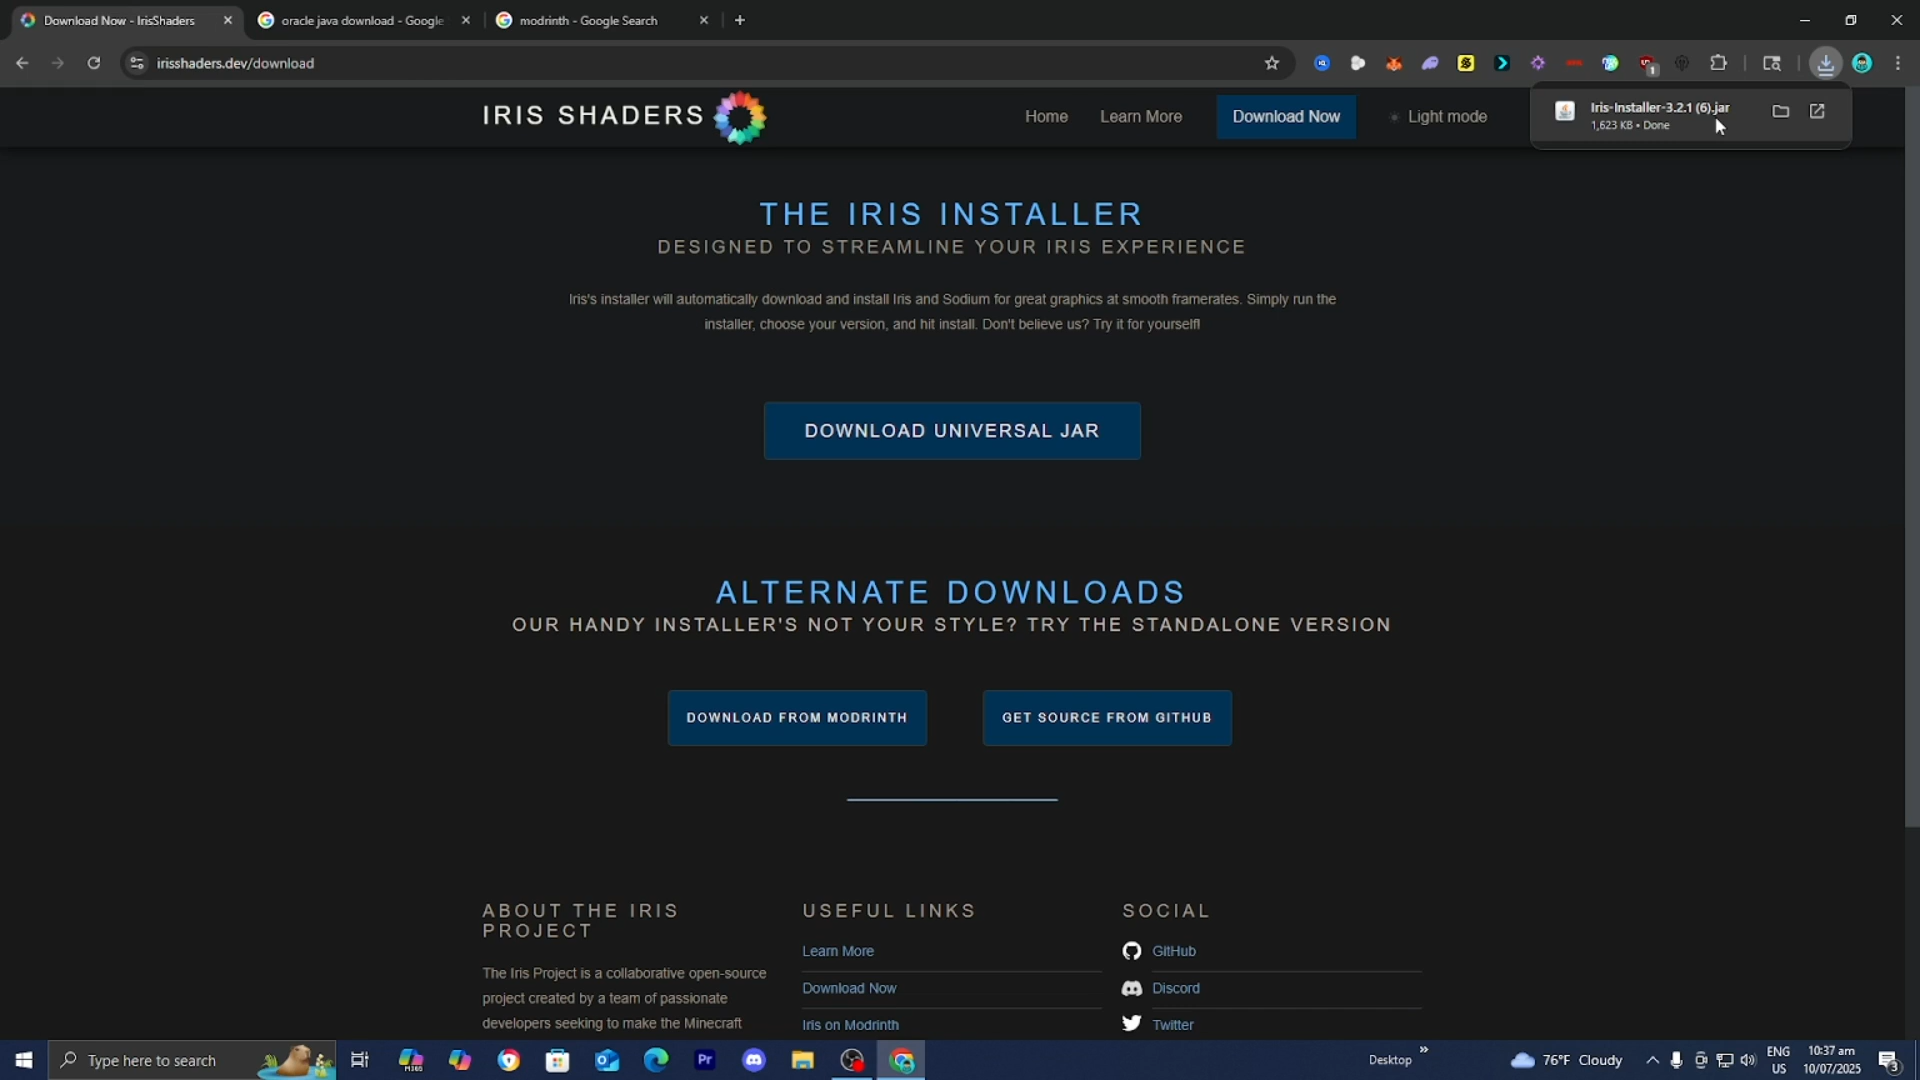 Download Now - IrisShaders
oracle java download - Google
modrinth - Google Search
irisshaders.dev/download
IRIS SHADERS
Home
Learn More
Download Now
Light mode
Iris-Installer-3.2.1 (6).jar
1,623 KB • Done
THE IRIS INSTALLER
DESIGNED TO STREAMLINE YOUR IRIS EXPERIENCE
Iris's installer will automatically download and install Iris and Sodium for great graphics at smooth framerates. Simply run the
installer, choose your version, and hit install. Don't believe us? Try it for yourself!
DOWNLOAD UNIVERSAL JAR
ALTERNATE DOWNLOADS
OUR HANDY INSTALLER'S NOT YOUR STYLE? TRY THE STANDALONE VERSION
DOWNLOAD FROM MODRINTH
GET SOURCE FROM GITHUB
ABOUT THE IRIS
PROJECT
The Iris Project is a collaborative open-source
project created by a team of passionate
developers seeking to make the Minecraft
USEFUL LINKS
Learn More
Download Now
Iris on Modrinth
SOCIAL
GitHub
Discord
Twitter
Type here to search
Pr
Desktop
76°F Cloudy
ENG
US
10:37 am
10/07/2025
3